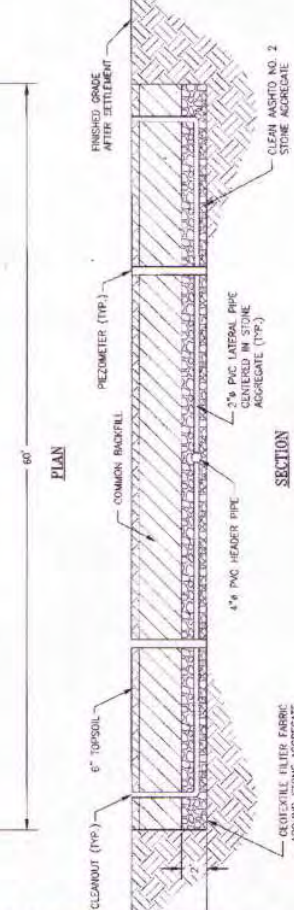 60'
PLAN
CLEANOUT (TYP.)
6" TOPSOIL
COMMON BACKFILL
PIEZOMETER (TYP.)
FINISHED GRADE
AFTER SETTLEMENT
2'
GEOTEXTILE FILTER FABRIC
4"ø PVC HEADER PIPE
2"ø PVC LATERAL PIPE
CENTERED IN STONE
AGGREGATE (TYP.)
CLEAN AASHTO NO. 2
STONE AGGREGATE
SECTION